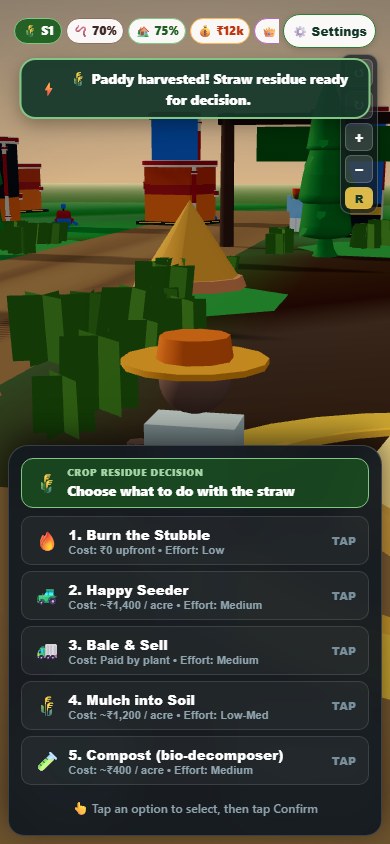 S1
70%
75%
₹12k
Settings
Paddy harvested! Straw residue ready
for decision.
+
−
R
CROP RESIDUE DECISION
Choose what to do with the straw
1. Burn the Stubble
Cost: ₹0 upfront • Effort: Low
TAP
2. Happy Seeder
Cost: ~₹1,400 / acre • Effort: Medium
TAP
3. Bale & Sell
Cost: Paid by plant • Effort: Medium
TAP
4. Mulch into Soil
Cost: ~₹1,200 / acre • Effort: Low-Med
TAP
5. Compost (bio-decomposer)
Cost: ~₹400 / acre • Effort: Medium
TAP
Tap an option to select, then tap Confirm